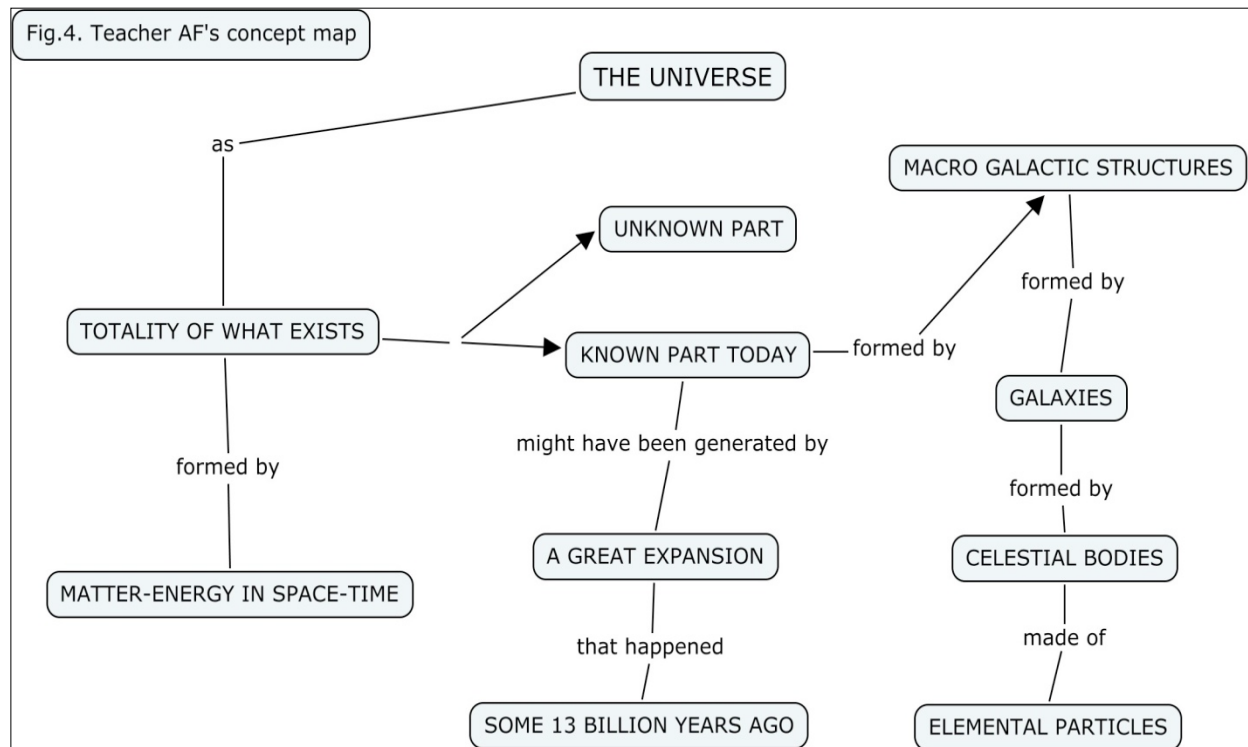 Fig.4. Teacher AF's concept map
THE UNIVERSE
as
MACRO GALACTIC STRUCTURES
UNKNOWN PART
formed by
TOTALITY OF WHAT EXISTS
KNOWN PART TODAY
formed by
GALAXIES
might have been generated by
formed by
formed by
A GREAT EXPANSION
CELESTIAL BODIES
MATTER-ENERGY IN SPACE-TIME
that happened
made of
SOME 13 BILLION YEARS AGO
ELEMENTAL PARTICLES